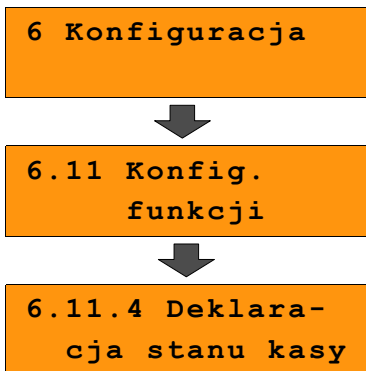 6 Konfiguracja
6.11 Konfig.
funkcji
6.11.4 Deklara-
cja stanu kasy